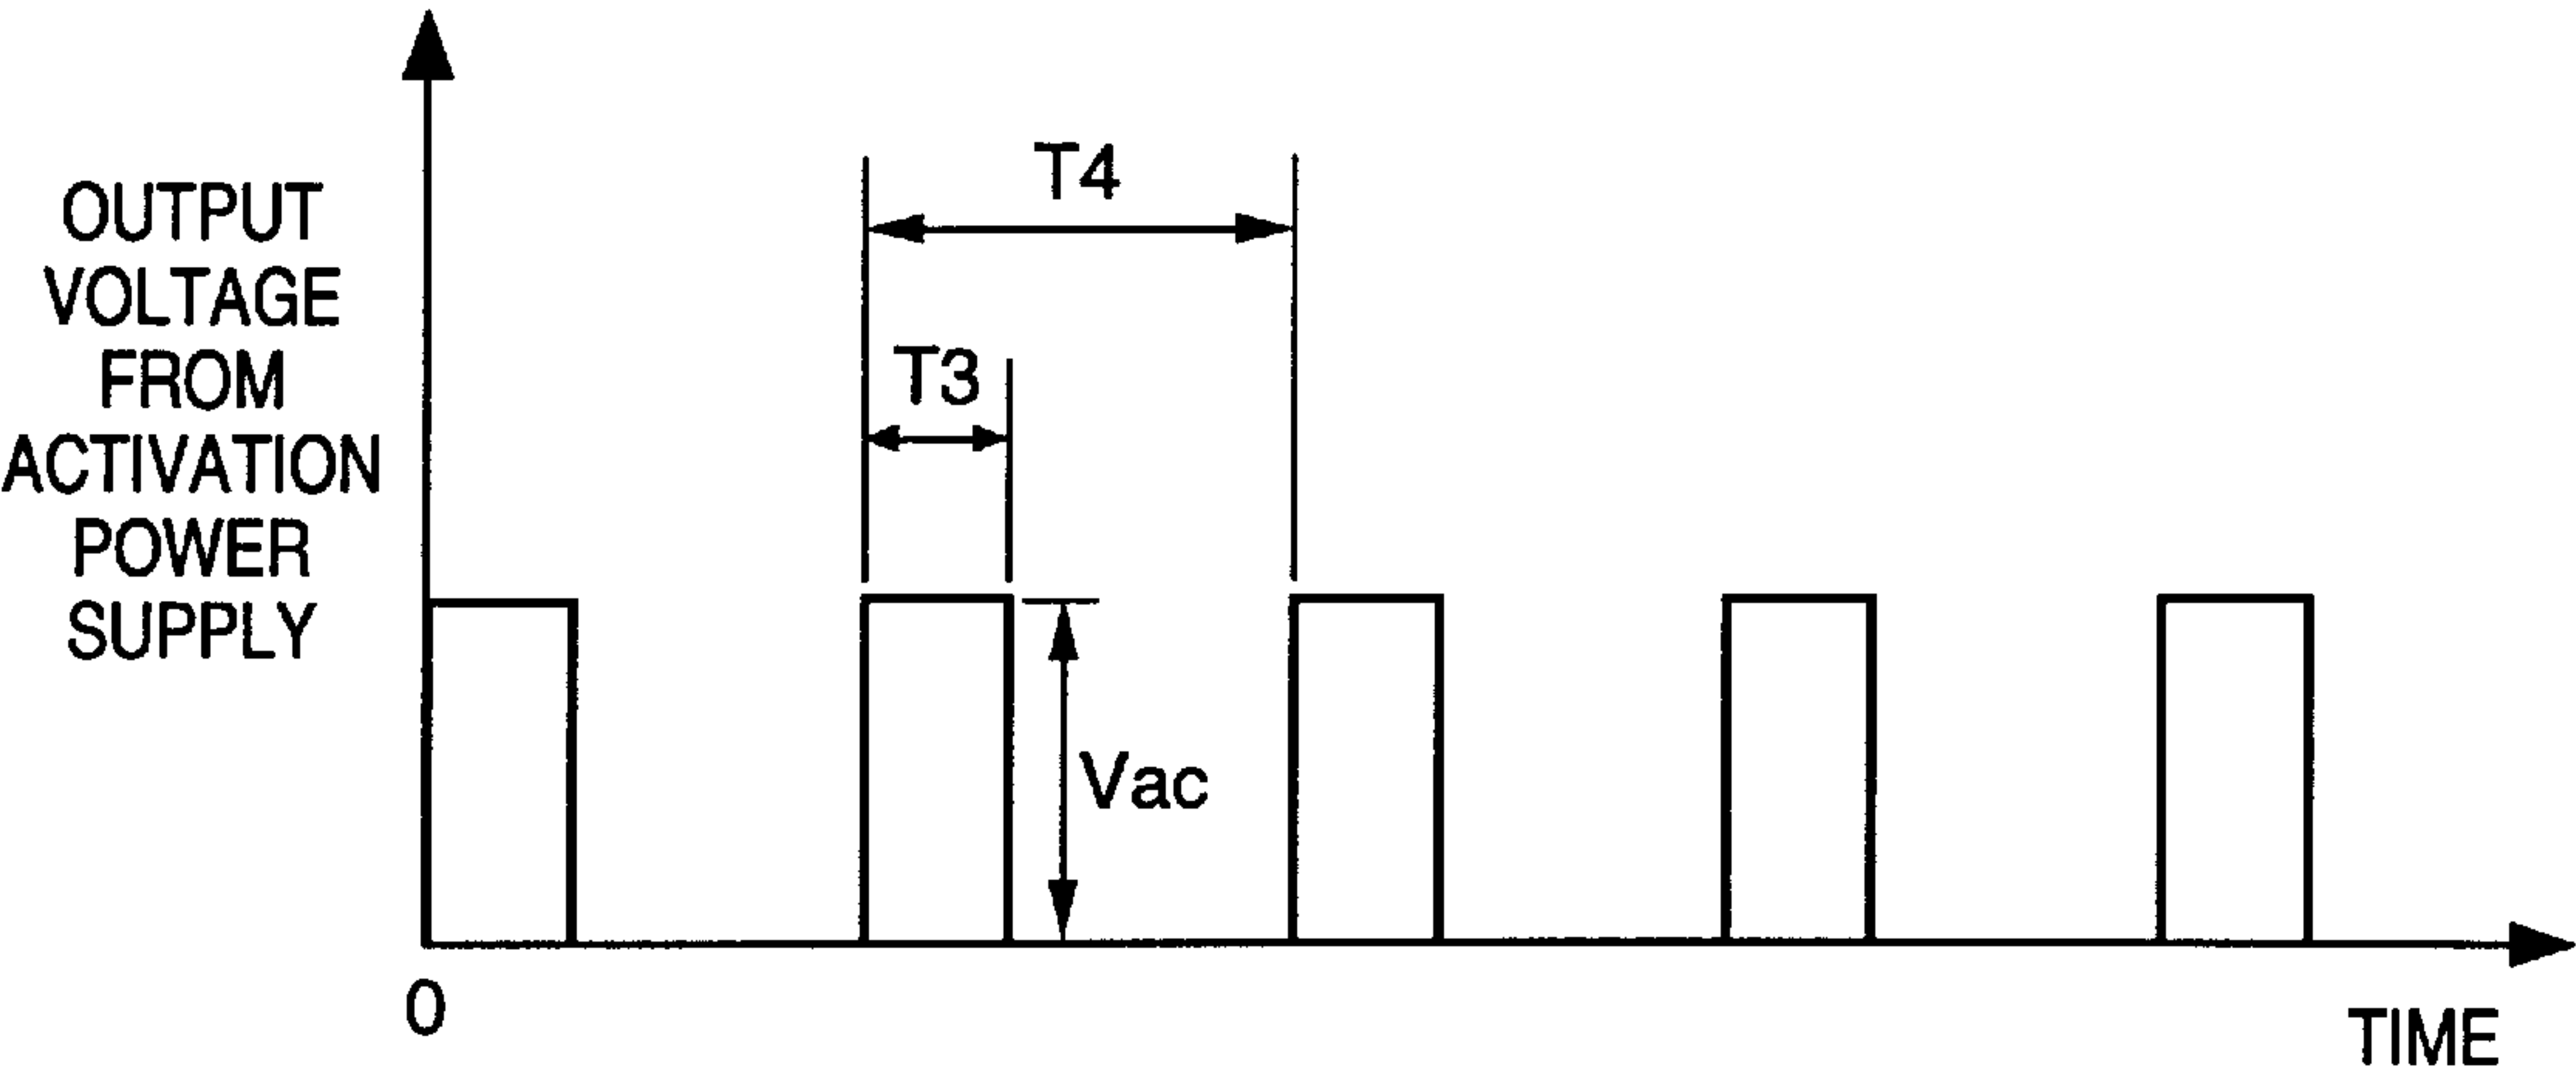 OUTPUT
VOLTAGE
FROM
ACTIVATION
POWER
SUPPLY
T4
T3
Vac
0
TIME